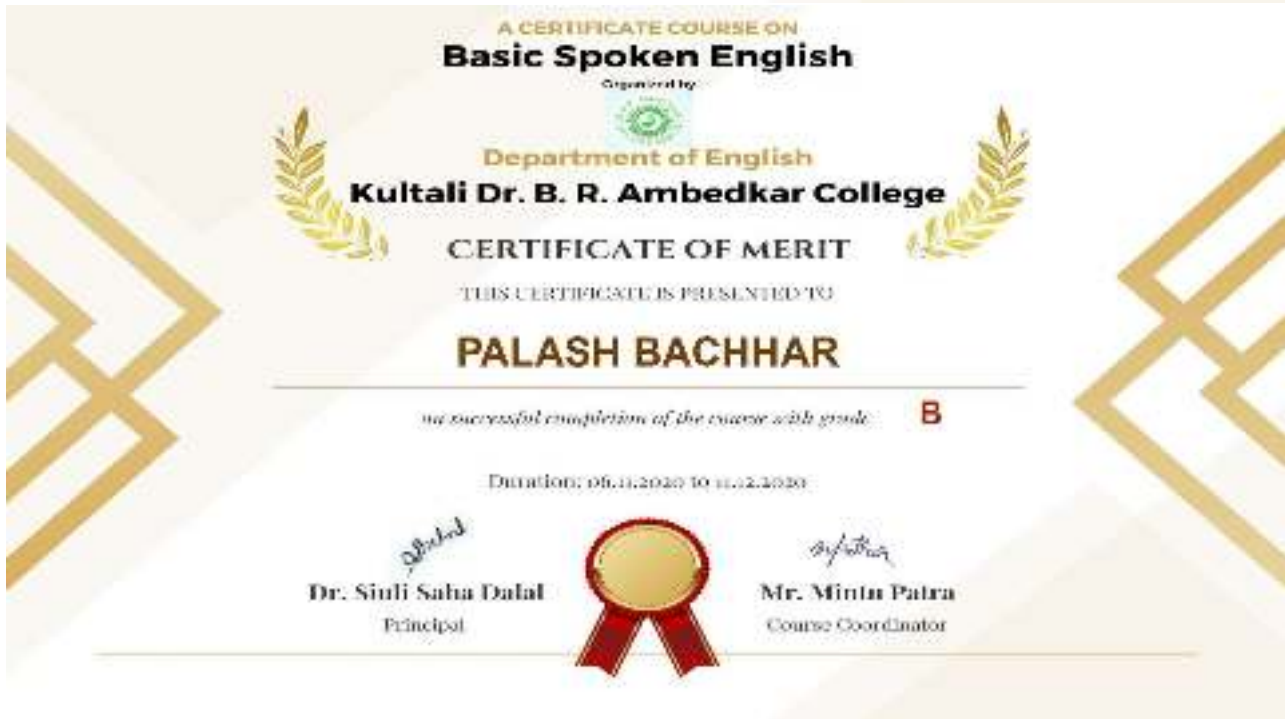 A CERTIFICATE COURSE ON
Basic Spoken English
Organized by
Department of English
Kultali Dr. B. R. Ambedkar College
CERTIFICATE OF MERIT
THIS CERTIFICATE IS PRESENTED TO
PALASH BACHHAR
on successful completion of the course with grade B
Duration: 06.11.2020 to 11.12.2020
Dr. Siuli Saha Dalal Mr. Mintu Patra
Principal Course Coordinator